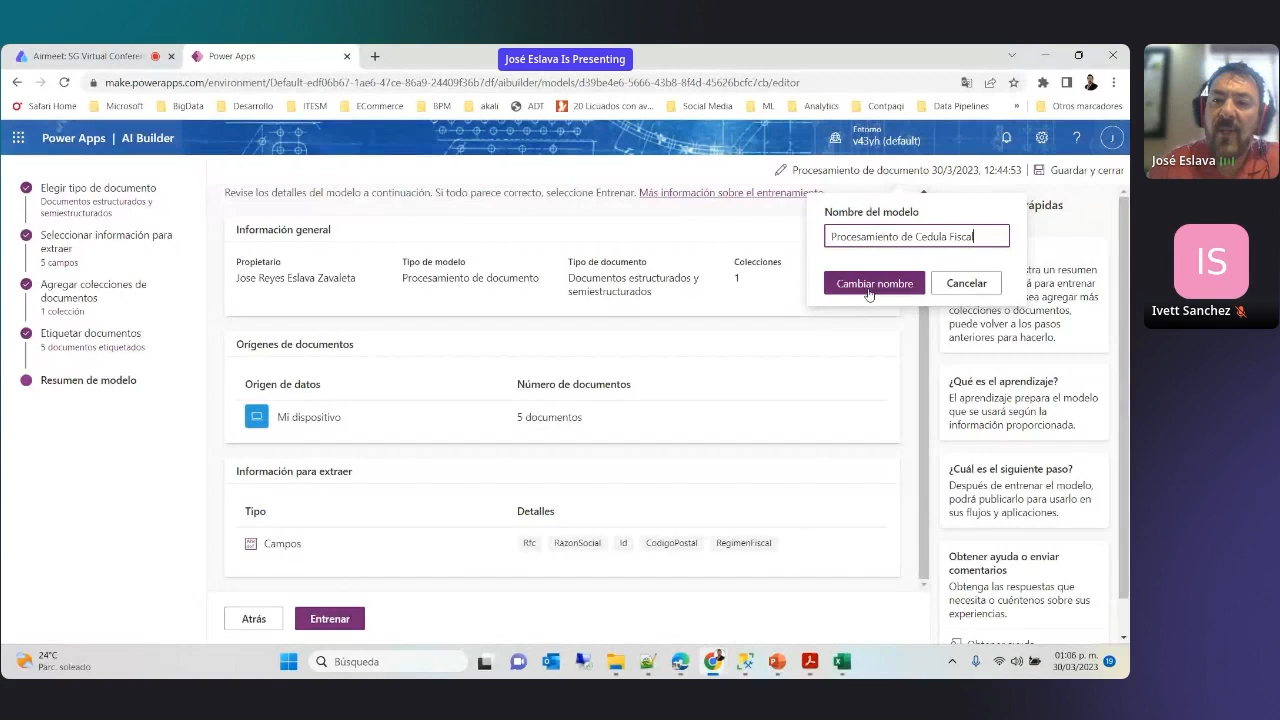 Airmeet: SG Virtual Conferen
Power Apps
José Eslava Is Presenting
make.powerapps.com/environment/Default-edf06b67-1ae6-47ce-86a9-24409f36b7df/aibuilder/models/d39be4e6-5666-43b8-8f4d-45626bcfc7cb/editor
Safari Home
Microsoft
BigData
Desarrollo
ITESM
ECommerce
BPM
akali
ADT
20 Licuados con av...
Social Media
ML
Analytics
Contpaqi
Data Pipelines
»
Otros marcadores
Power Apps | AI Builder
Entorno
v43yh (default)
J
Procesamiento de documento 30/3/2023, 12:44:53
Guardar y cerrar
Elegir tipo de documento
Documentos estructurados y
semiestructurados
Seleccionar información para
extraer
5 campos
Agregar colecciones de
documentos
1 colección
Etiquetar documentos
5 documentos etiquetados
Resumen de modelo
Revise los detalles del modelo a continuación. Si todo parece correcto, seleccione Entrenar. Más información sobre el entrenamiento
Información general
Propietario
Jose Reyes Eslava Zavaleta
Tipo de modelo
Procesamiento de documento
Tipo de documento
Documentos estructurados y
semiestructurados
Colecciones
1
Orígenes de documentos
Origen de datos
Número de documentos
Mi dispositivo
5 documentos
Información para extraer
Tipo
Detalles
Campos
Rfc
RazonSocial
Id
CodigoPostal
RegimenFiscal
Atrás
Entrenar
Nombre del modelo
Procesamiento de Cedula Fiscal
Cambiar nombre
Cancelar
rápidas
stra un resumen
rá para entrenar
sea agregar más
colecciones o documentos,
puede volver a los pasos
anteriores para hacerlo.
¿Qué es el aprendizaje?
El aprendizaje prepara el modelo
que se usará según la
información proporcionada.
¿Cuál es el siguiente paso?
Después de entrenar el modelo,
podrá publicarlo para usarlo en
sus flujos y aplicaciones.
Obtener ayuda o enviar
comentarios
Obtenga las respuestas que
necesita o cuéntenos sobre sus
experiencias.
Obtener ayuda
24°C
Parc. soleado
Búsqueda
01:06 p. m.
30/03/2023
19
José Eslava
IS
Ivett Sanchez